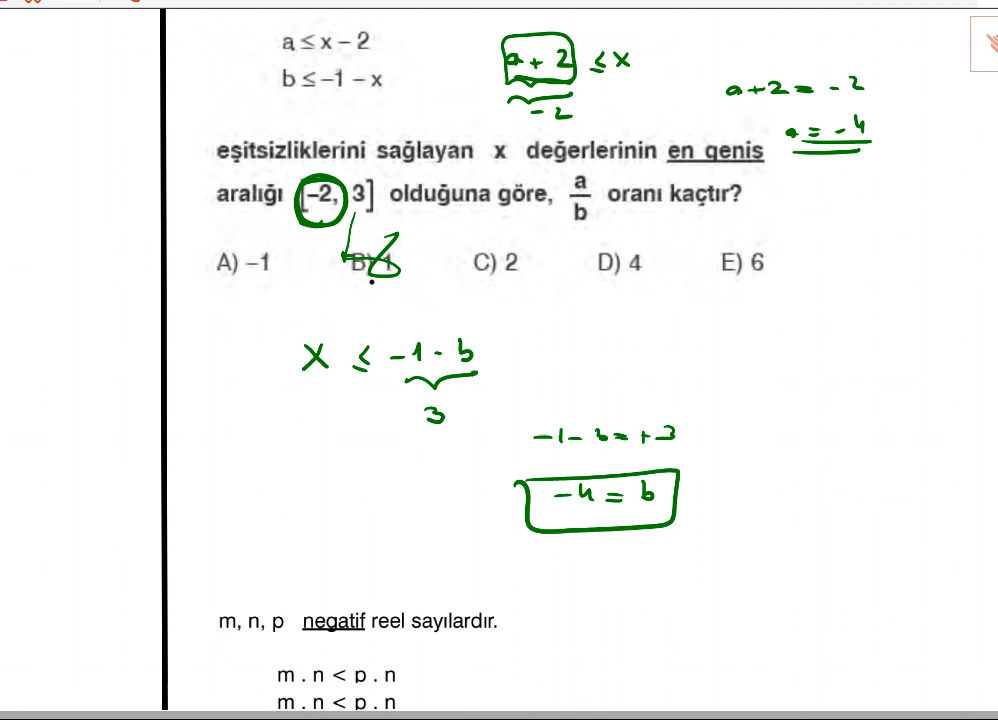 a ≤ x – 2
b ≤ –1 – x
a + 2 ≤ x
-2
a+2 = -2
a = -4
eşitsizliklerini sağlayan x değerlerinin en geniş
aralığı [–2, 3] olduğuna göre, a/b oranı kaçtır?
A) –1 B) 1 C) 2 D) 4 E) 6
x ≤ -1 - b
3
-1 - b = +3
-4 = b
m, n, p negatif reel sayılardır.
m . n < p . n
m . n < p . n